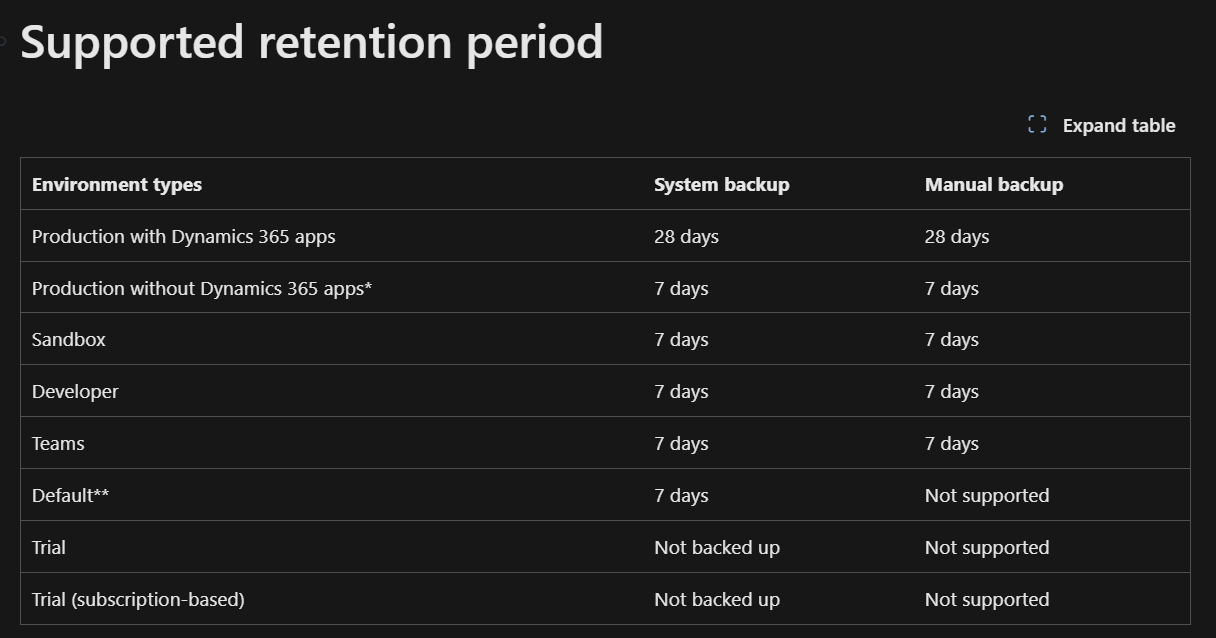 Supported retention period
Expand table
Environment types System backup Manual backup
Production with Dynamics 365 apps 28 days 28 days
Production without Dynamics 365 apps* 7 days 7 days
Sandbox 7 days 7 days
Developer 7 days 7 days
Teams 7 days 7 days
Default** 7 days Not supported
Trial Not backed up Not supported
Trial (subscription-based) Not backed up Not supported